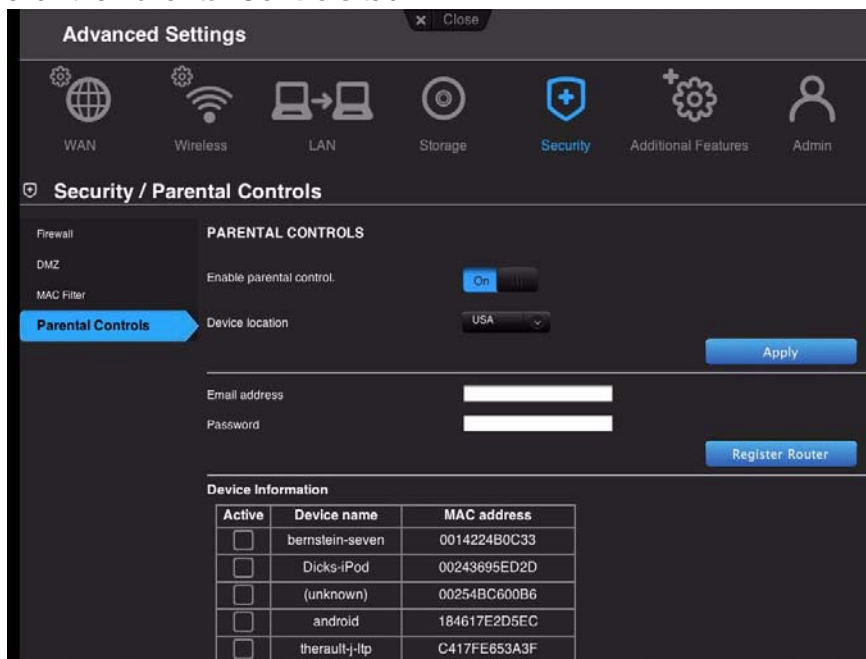 Advanced Settings
Close
WAN
Wireless
LAN
Storage
Security
Additional Features
Admin
Security / Parental Controls
Firewall
DMZ
MAC Filter
Parental Controls
PARENTAL CONTROLS
Enable parental control.
On
Device location
USA
Apply
Email address
Password
Register Router
Device Information
Active Device name MAC address
bernstein-seven 0014224B0C33
Dicks-iPod 00243695ED2D
(unknown) 00254BC600B6
android 184617E2D5EC
therault-j-ltp C417FE653A3F